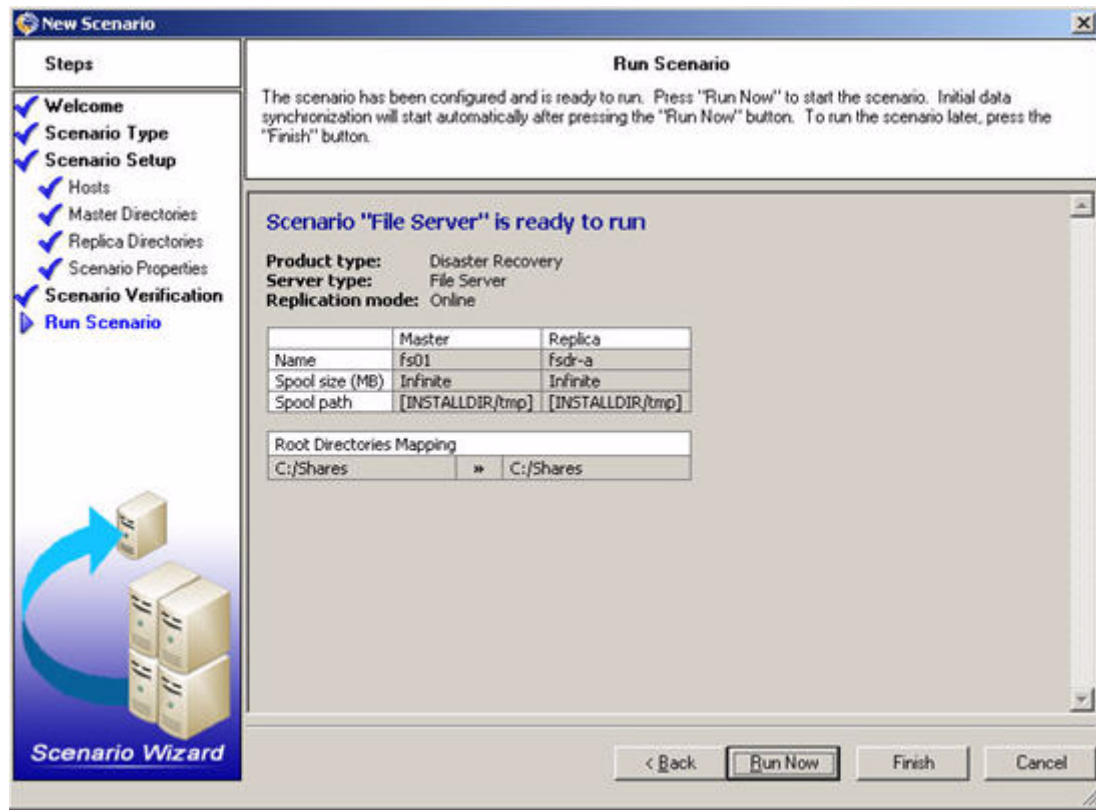 New Scenario
Steps
Welcome
Scenario Type
Scenario Setup
Hosts
Master Directories
Replica Directories
Scenario Properties
Scenario Verification
Run Scenario
Scenario Wizard
Run Scenario
The scenario has been configured and is ready to run. Press "Run Now" to start the scenario. Initial data
synchronization will start automatically after pressing the "Run Now" button. To run the scenario later, press the
"Finish" button.
Scenario "File Server" is ready to run
Product type: Disaster Recovery
Server type: File Server
Replication mode: Online
Master Replica
Name fs01 fsdr-a
Spool size (MB) Infinite Infinite
Spool path [INSTALLDIR/tmp] [INSTALLDIR/tmp]
Root Directories Mapping
C:/Shares » C:/Shares
< Back Run Now Finish Cancel